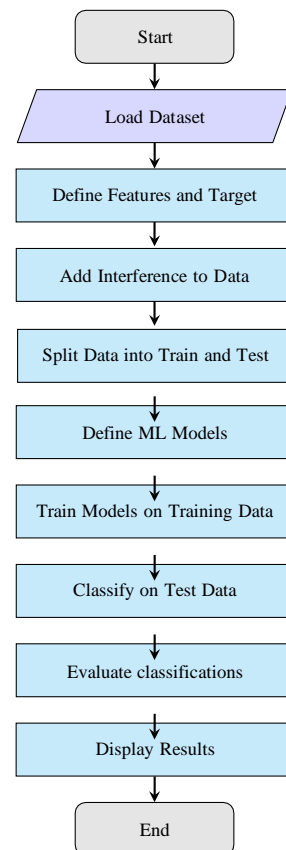 Start
Load Dataset
Define Features and Target
Add Interference to Data
Split Data into Train and Test
Define ML Models
Train Models on Training Data
Classify on Test Data
Evaluate classifications
Display Results
End